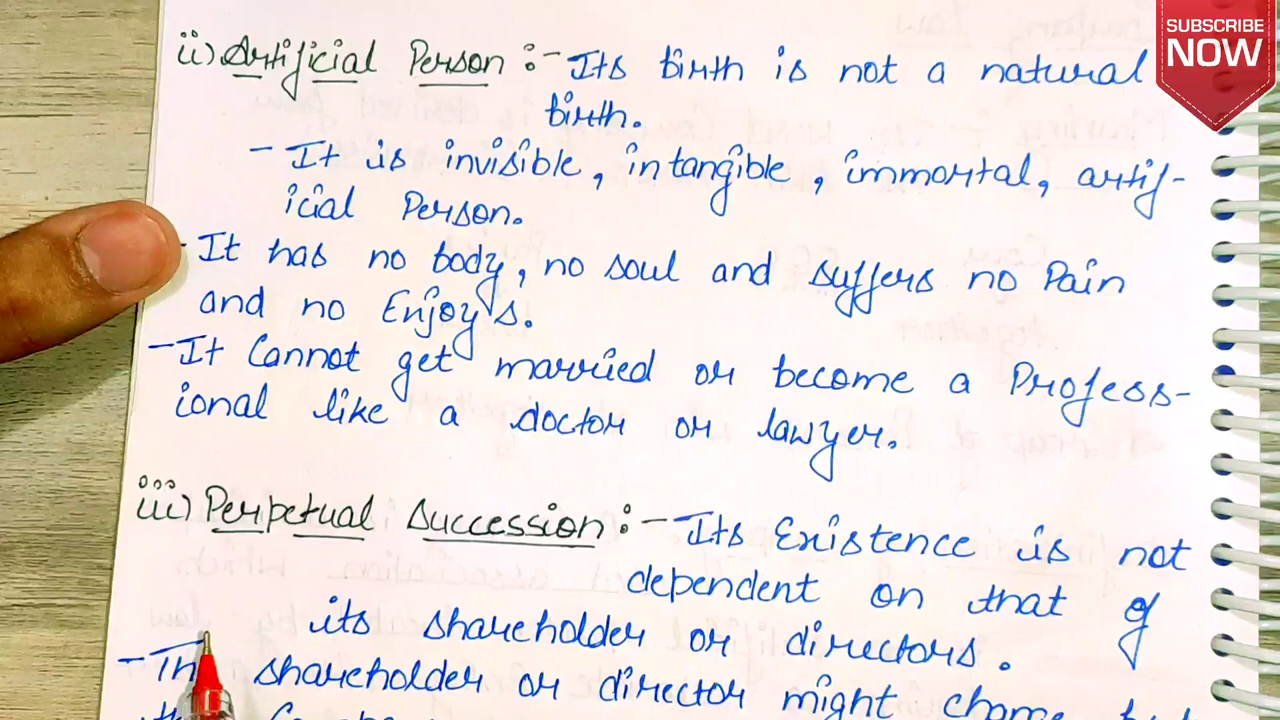 SUBSCRIBE
NOW
ii) Artificial Person :- Its birth is not a natural
birth.
- It is invisible, intangible, immortal, artif-
icial Person.
- It has no body, no soul and suffers no Pain
and no Enjoy's.
- It Cannot get married or become a Profess-
ional like a doctor or lawyer.
iii) Perpetual Succession :- Its Existence is not
dependent on that of
its shareholder or directors.
- Th shareholder or director might change